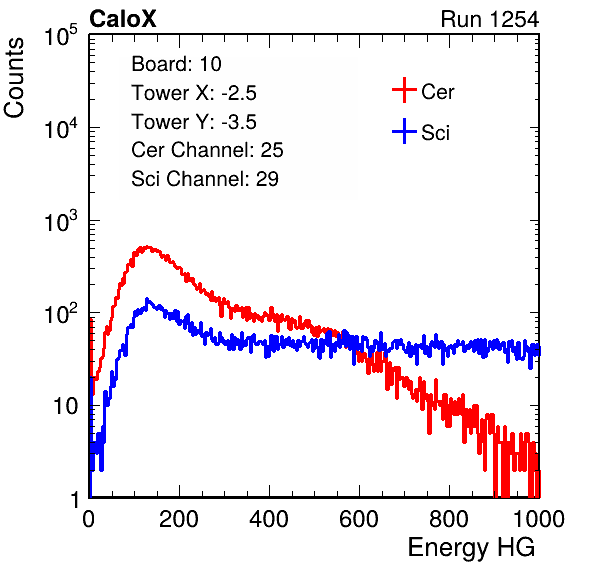 CaloX Run 1254
10^5
Counts
Board: 10
Tower X: -2.5
Tower Y: -3.5
Cer Channel: 25
Sci Channel: 29
Cer
Sci
10^4
10^3
10^2
10
1
0 200 400 600 800 1000
Energy HG